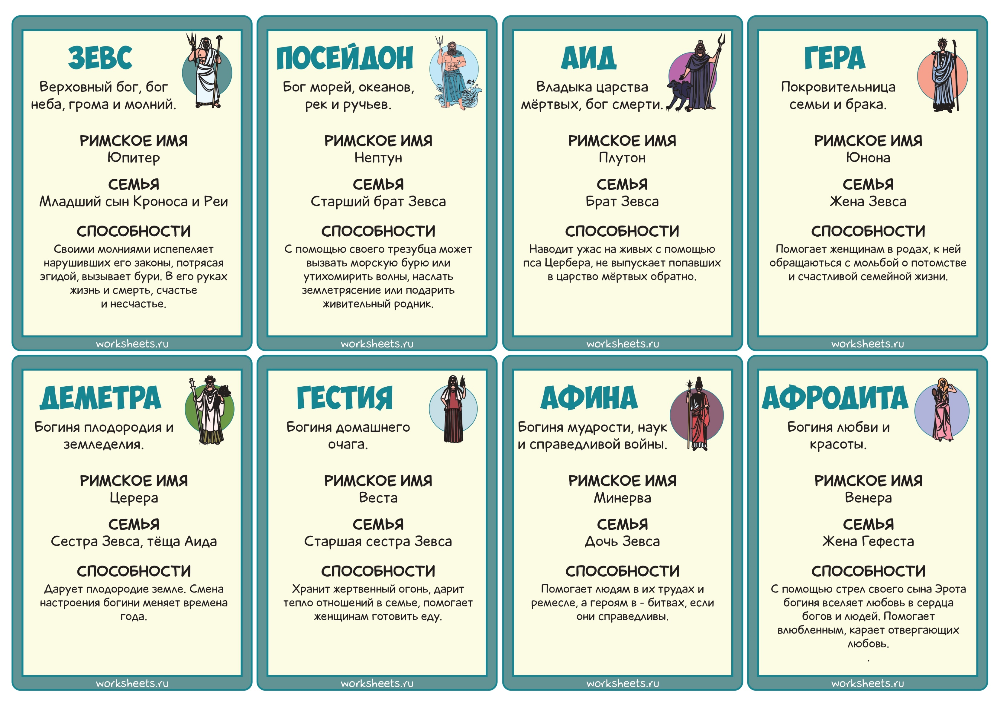 ЗЕВС
Верховный бог, бог
неба, грома и молний.
РИМСКОЕ ИМЯ
Юпитер
СЕМЬЯ
Младший сын Кроноса и Реи
СПОСОБНОСТИ
Своими молниями испепеляет
нарушивших его законы, потрясая
эгидой, вызывает бури. В его руках
жизнь и смерть, счастье
и несчастье.
worksheets.ru
ПОСЕЙДОН
Бог морей, океанов,
рек и ручьев.
РИМСКОЕ ИМЯ
Нептун
СЕМЬЯ
Старший брат Зевса
СПОСОБНОСТИ
С помощью своего трезубца может
вызвать морскую бурю или
утихомирить волны, наслать
землетрясение или подарить
живительный родник.
worksheets.ru
АИД
Владыка царства
мёртвых, бог смерти.
РИМСКОЕ ИМЯ
Плутон
СЕМЬЯ
Брат Зевса
СПОСОБНОСТИ
Наводит ужас на живых с помощью
пса Цербера, не выпускает попавших
в царство мёртвых обратно.
worksheets.ru
ГЕРА
Покровительница
семьи и брака.
РИМСКОЕ ИМЯ
Юнона
СЕМЬЯ
Жена Зевса
СПОСОБНОСТИ
Помогает женщинам в родах, к ней
обращаються с мольбой о потомстве
и счастливой семейной жизни.
worksheets.ru
ДЕМЕТРА
Богиня плодородия и
земледелия.
РИМСКОЕ ИМЯ
Церера
СЕМЬЯ
Сестра Зевса, тёща Аида
СПОСОБНОСТИ
Дарует плодородие земле. Смена
настроения богини меняет времена
года.
worksheets.ru
ГЕСТИЯ
Богиня домашнего
очага.
РИМСКОЕ ИМЯ
Веста
СЕМЬЯ
Старшая сестра Зевса
СПОСОБНОСТИ
Хранит жертвенный огонь, дарит
тепло отношений в семье, помогает
женщинам готовить еду.
worksheets.ru
АФИНА
Богиня мудрости, наук
и справедливой войны.
РИМСКОЕ ИМЯ
Минерва
СЕМЬЯ
Дочь Зевса
СПОСОБНОСТИ
Помогает людям в их трудах и
ремесле, а героям в - битвах, если
они справедливы.
worksheets.ru
АФРОДИТА
Богиня любви и
красоты.
РИМСКОЕ ИМЯ
Венера
СЕМЬЯ
Жена Гефеста
СПОСОБНОСТИ
С помощью стрел своего сына Эрота
богиня вселяет любовь в сердца
богов и людей. Помогает
влюбленным, карает отвергающих
любовь.
.
worksheets.ru